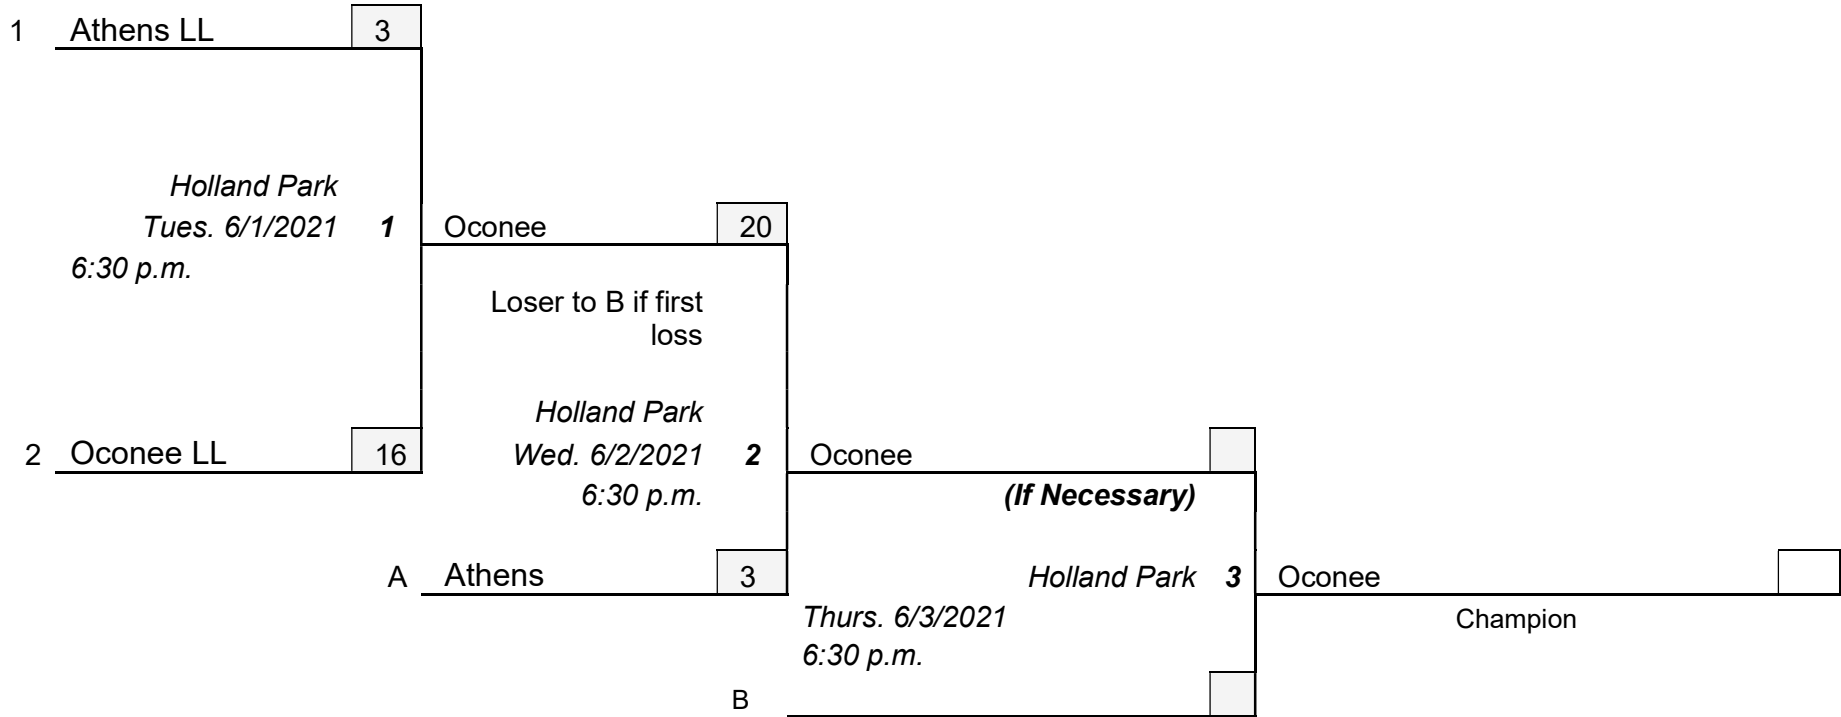 1 Athens LL 3
Holland Park
Tues. 6/1/2021 1 Oconee 20
6:30 p.m.
Loser to B if first
loss
Holland Park
2 Oconee LL 16 Wed. 6/2/2021 2 Oconee
6:30 p.m. (If Necessary)
A Athens 3 Holland Park 3 Oconee
Thurs. 6/3/2021 Champion
6:30 p.m.
B